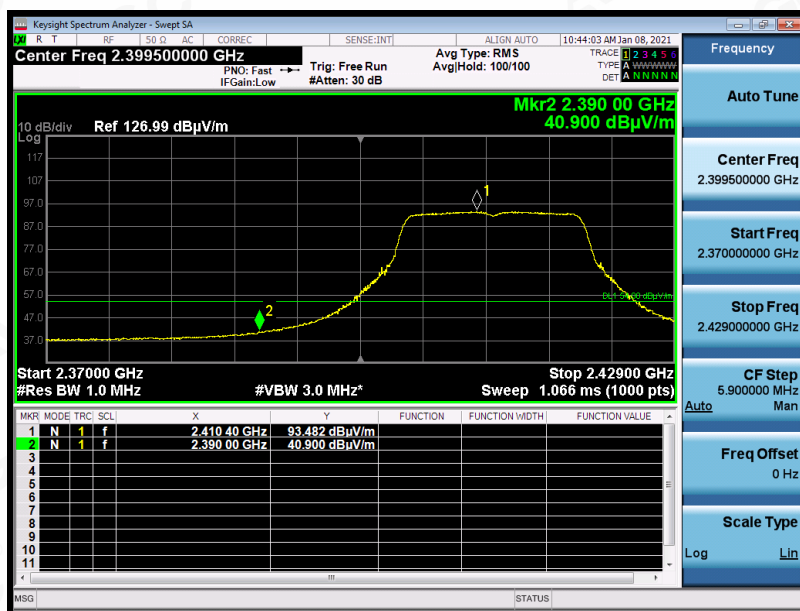 Keysight Spectrum Analyzer - Swept SA
LXI R T RF 50 Ω AC CORREC SENSE:INT ALIGN AUTO 10:44:03 AM Jan 08, 2021
Center Freq 2.399500000 GHz
PNO: Fast
IFGain:Low
Trig: Free Run
#Atten: 30 dB
Avg Type: RMS
Avg|Hold: 100/100
TRACE 1 2 3 4 5 6
TYPE A WWWWW
DET A N N N N N
Mkr2 2.390 00 GHz
40.900 dBµV/m
10 dB/div Ref 126.99 dBµV/m
Log
117
107
97.0
87.0
77.0
67.0
57.0
47.0
37.0
1
2
DL1 54.00 dBµV/m
Start 2.37000 GHz Stop 2.42900 GHz
#Res BW 1.0 MHz #VBW 3.0 MHz* Sweep 1.066 ms (1000 pts)
MKR MODE TRC SCL X Y FUNCTION FUNCTION WIDTH FUNCTION VALUE
1 N 1 f 2.410 40 GHz 93.482 dBµV/m
2 N 1 f 2.390 00 GHz 40.900 dBµV/m
3
4
5
6
7
8
9
10
11
MSG STATUS
Frequency
Auto Tune
Center Freq
2.399500000 GHz
Start Freq
2.370000000 GHz
Stop Freq
2.429000000 GHz
CF Step
5.900000 MHz
Auto Man
Freq Offset
0 Hz
Scale Type
Log Lin